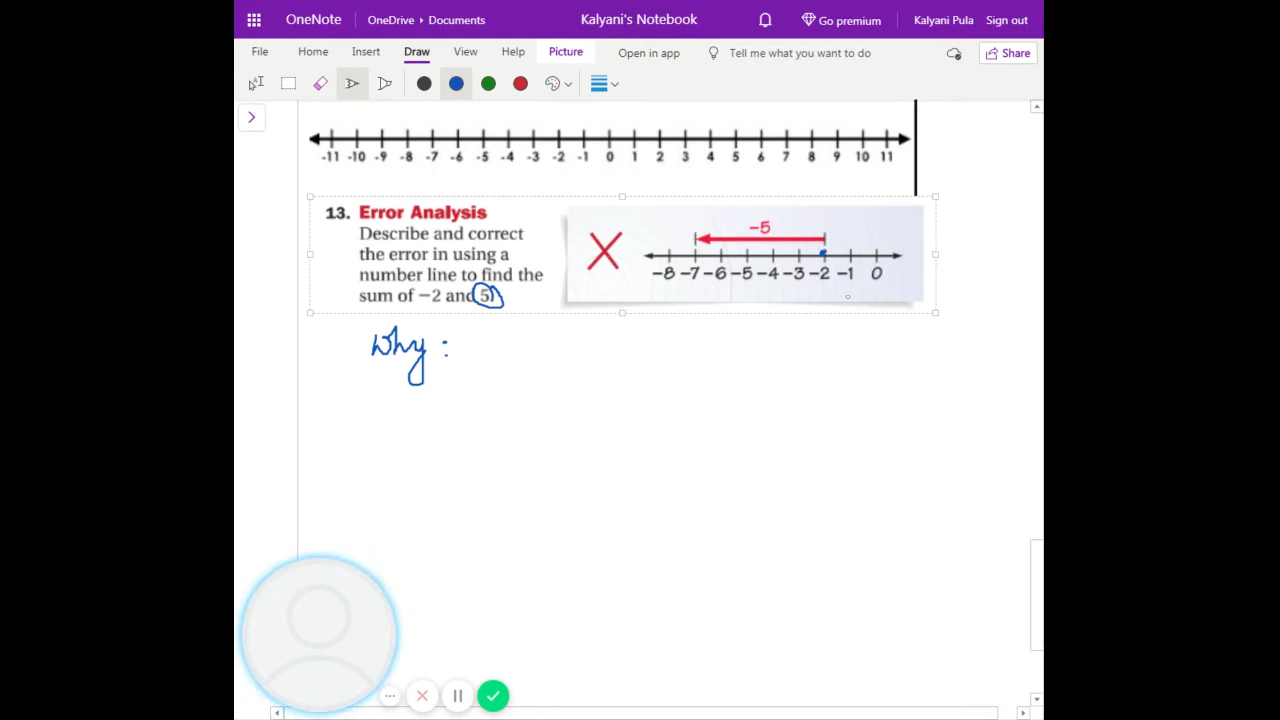 OneNote OneDrive › Documents Kalyani's Notebook Go premium Kalyani Pula Sign out
File Home Insert Draw View Help Picture Open in app Tell me what you want to do Share
-11 -10 -9 -8 -7 -6 -5 -4 -3 -2 -1 0 1 2 3 4 5 6 7 8 9 10 11
13. Error Analysis
Describe and correct
the error in using a
number line to find the
sum of −2 and 5.
-5
-8 -7 -6 -5 -4 -3 -2 -1 0
Why :